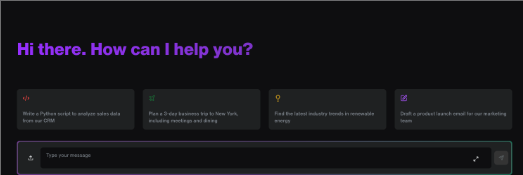 Hi there. How can I help you?
Write a Python script to analyze sales data
from our CRM
Plan a 3-day business trip to New York,
including meetings and dining
Find the latest industry trends in renewable
energy
Draft a product launch email for our marketing
team
Type your message